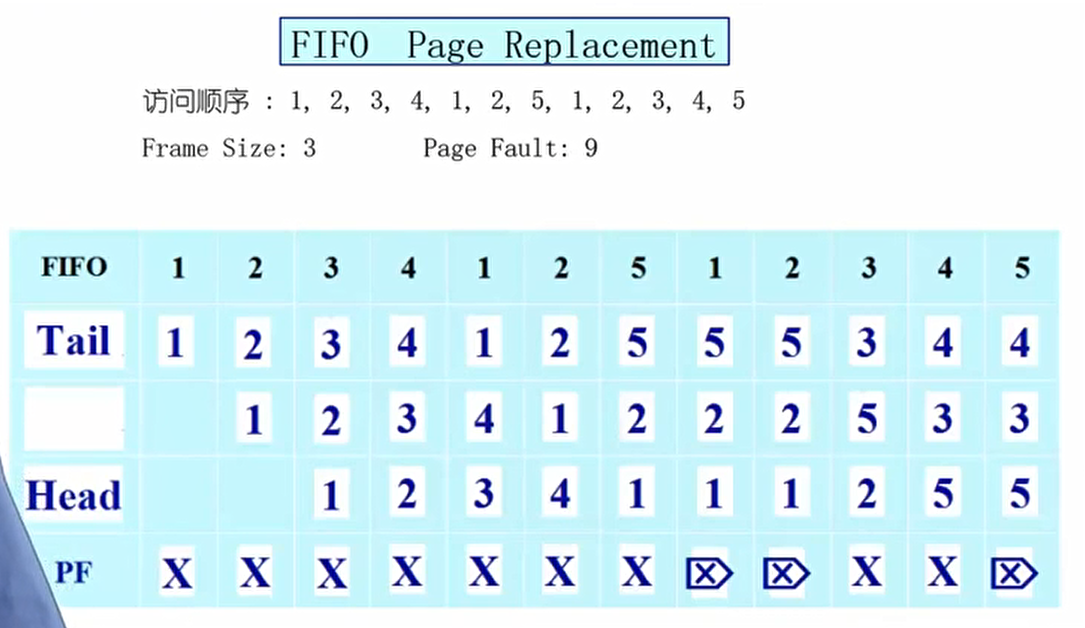 FIFO Page Replacement
访问顺序 : 1, 2, 3, 4, 1, 2, 5, 1, 2, 3, 4, 5
Frame Size: 3 Page Fault: 9
FIFO 1 2 3 4 1 2 5 1 2 3 4 5
Tail 1 2 3 4 1 2 5 5 5 3 4 4
1 2 3 4 1 2 2 2 5 3 3
Head 1 2 3 4 1 1 1 2 5 5
PF X X X X X X X ⌦ ⌦ X X ⌦